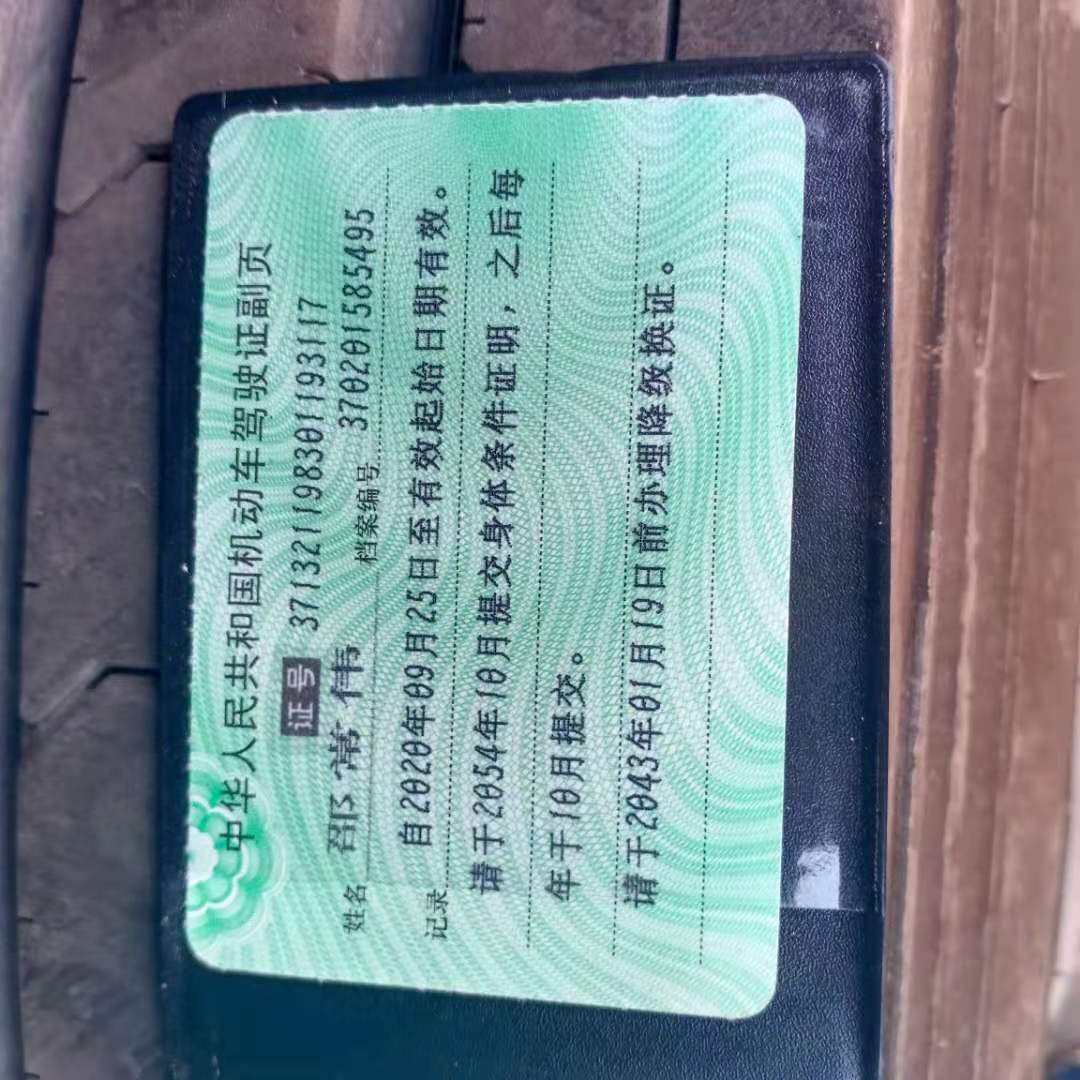 中华人民共和国机动车驾驶证副页
证号 371321198301193117
姓名 邵常伟 档案编号 370201585495
记录 自2020年09月25日至有效起始日期有效。
请于2054年10月提交身体条件证明，之后每
年于10月提交。
请于2043年01月19日前办理降级换证。